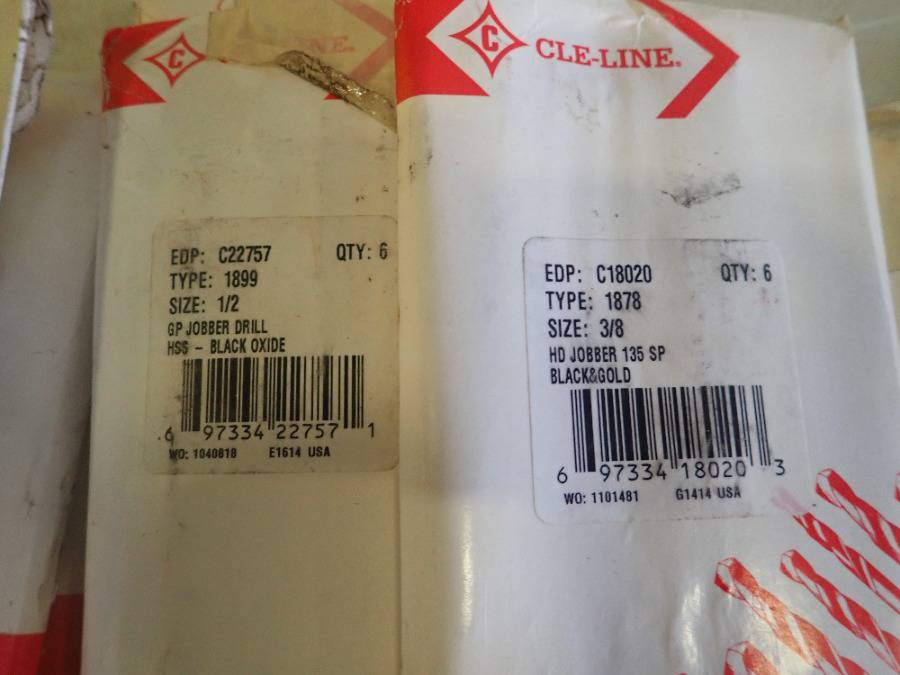 C
E-LINE®
EDP: C22757 QTY: 6
TYPE: 1899
SIZE: 1/2
GP JOBBER DRILL
HSS - BLACK OXIDE
6 97334 22757 1
WO: 1040818 E1614 USA
C CLE-LINE®
EDP: C18020 QTY: 6
TYPE: 1878
SIZE: 3/8
HD JOBBER 135 SP
BLACK&GOLD
6 97334 18020 3
WO: 1101481 G1414 USA